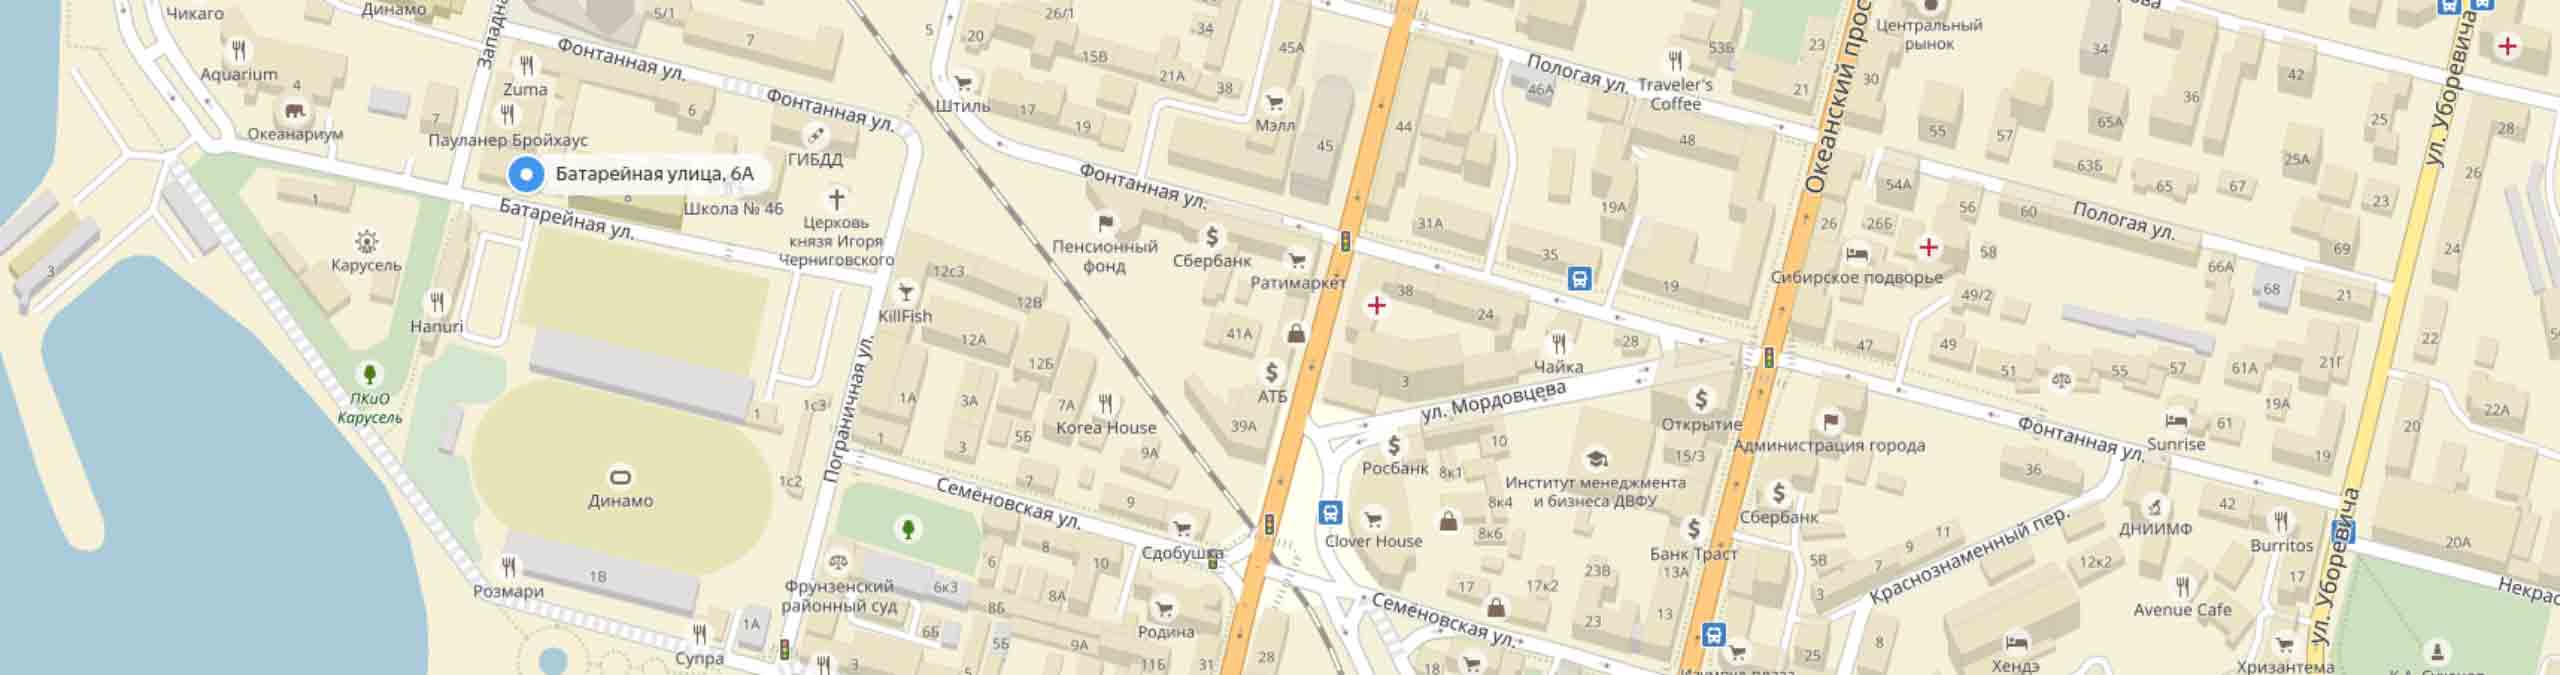 Чикаго
Динамо
5/1
26/1
5
20
34
45А
53Б
23
Центральный
рынок
34
ул. Уборевича
Aquarium
4
Океанариум
Zuma
Фонтанная ул.
7
15В
21А
38
Штиль
17
19
Мэлл
45
44
Пологая ул.
46А
Traveler's
Coffee
21
30
Океанский прос
55
57
65А
36
42
25
28
7
Пауланер Бройхаус
6
Фонтанная ул.
ГИБДД
48
63Б
25А
26
Батарейная улица, 6А
1
Батарейная ул.
Школа № 46
Церковь
князя Игоря
Черниговского
Фонтанная ул.
Пенсионный
фонд
Сбербанк
Ратимаркет
31А
35
19А
54А
26
26Б
56
60
65
67
23
Пологая ул.
69
24
3
Карусель
Hanuri
KillFish
12с3
12В
12А
12Б
41А
38
24
19
58
Сибирское подворье
49/2
66А
68
21
22
ПКиО
Карусель
1
1с3
1А
3А
7А
Korea House
АТБ
39А
3
Чайка
28
ул. Мордовцева
Открытие
47
49
51
55
57
61А
21Г
19А
22А
Пограничная ул.
1
3
5Б
9А
Росбанк
10
8к1
15/3
Администрация города
Фонтанная ул.
Sunrise
61
19
20
Динамо
1с2
Семёновская ул.
7
9
Институт менеджмента
и бизнеса ДВФУ
8к4
8к6
Clover House
Сбербанк
36
42
ДНИИМФ
Burritos
ул. Уборевича
20А
Розмари
1В
Фрунзенский
районный суд
6к3
6
8
10
Сдобушка
Банк Траст
13А
5В
7
9
11
Краснознаменный пер.
12к2
17
Некрас
Супра
1А
3
6Б
8Б
5Б
8А
9А
Родина
11Б
31
28
Семёновская ул.
17
17к2
23В
23
13
18
3
25
8
Хендэ
Avenue Cafe
Хризантема